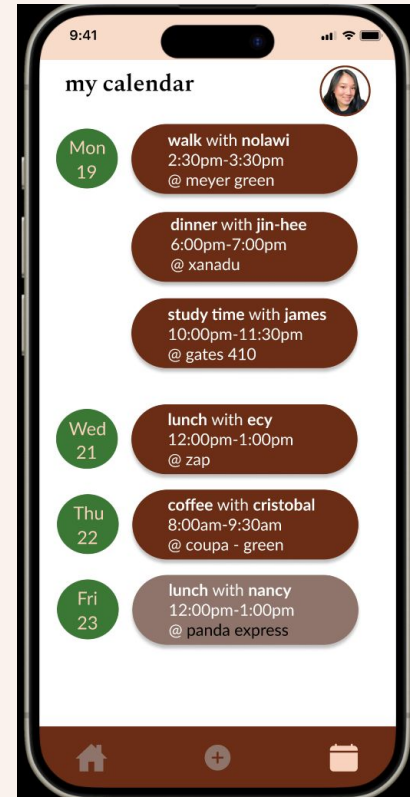 9:41
my calendar
Mon
19
walk with nolawi
2:30pm-3:30pm
@ meyer green
dinner with jin-hee
6:00pm-7:00pm
@ xanadu
study time with james
10:00pm-11:30pm
@ gates 410
Wed
21
lunch with ecy
12:00pm-1:00pm
@ zap
Thu
22
coffee with cristobal
8:00am-9:30am
@ coupa - green
Fri
23
lunch with nancy
12:00pm-1:00pm
@ panda express